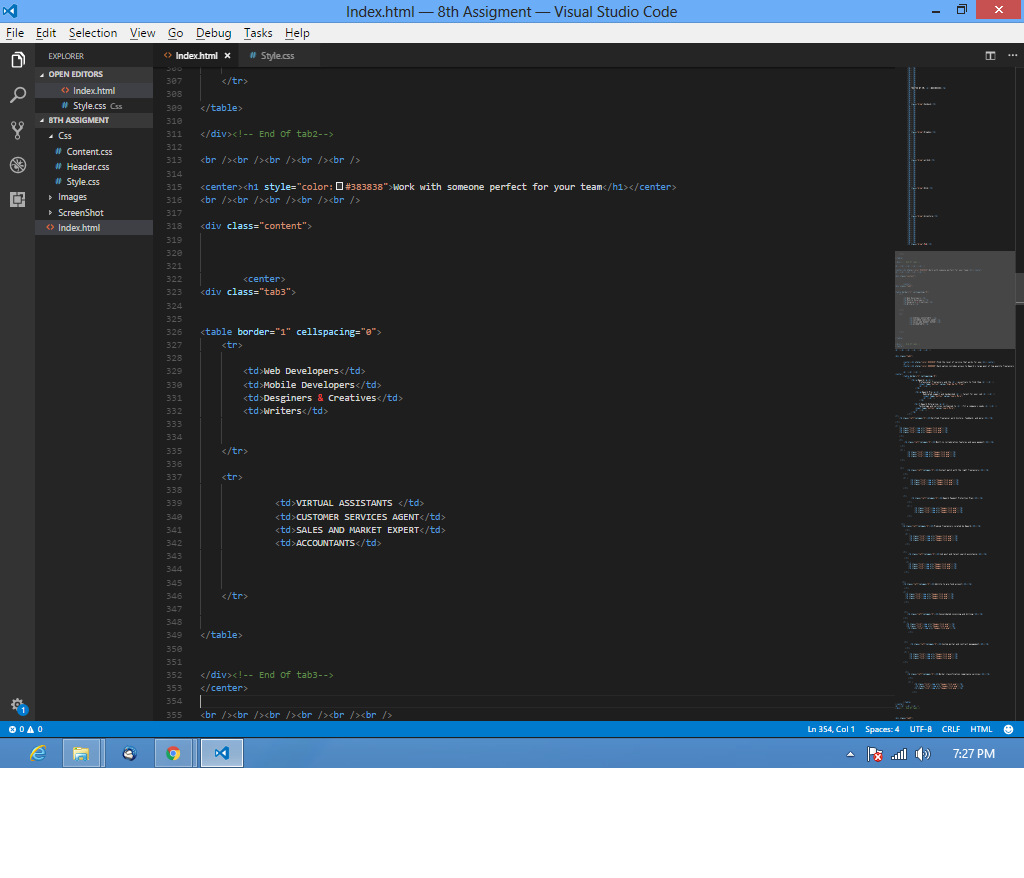 Index.html — 8th Assigment — Visual Studio Code
File Edit Selection View Go Debug Tasks Help
EXPLORER
OPEN EDITORS
Index.html
Style.css Css
8TH ASSIGMENT
Css
Content.css
Header.css
Style.css
Images
ScreenShot
Index.html
1
Index.html Style.css
306
307 </tr>
308
309 </table>
310
311 </div><!-- End Of tab2-->
312
313 <br /><br /><br /><br /><br />
314
315 <center><h1 style="color:#383838">Work with someone perfect for your team</h1></center>
316 <br /><br /><br /><br /><br />
317
318 <div class="content">
319
320
321
322 <center>
323 <div class="tab3">
324
325
326 <table border="1" cellspacing="0">
327 <tr>
328
329 <td>Web Developers</td>
330 <td>Mobile Developers</td>
331 <td>Desginers & Creatives</td>
332 <td>Writers</td>
333
334
335 </tr>
336
337 <tr>
338
339 <td>VIRTUAL ASSISTANTS </td>
340 <td>CUSTOMER SERVICES AGENT</td>
341 <td>SALES AND MARKET EXPERT</td>
342 <td>ACCOUNTANTS</td>
343
344
345
346 </tr>
347
348
349 </table>
350
351
352 </div><!-- End Of tab3-->
353 </center>
354
355 <br /><br /><br /><br /><br /><br />
0 0 Ln 354, Col 1 Spaces: 4 UTF-8 CRLF HTML
7:27 PM